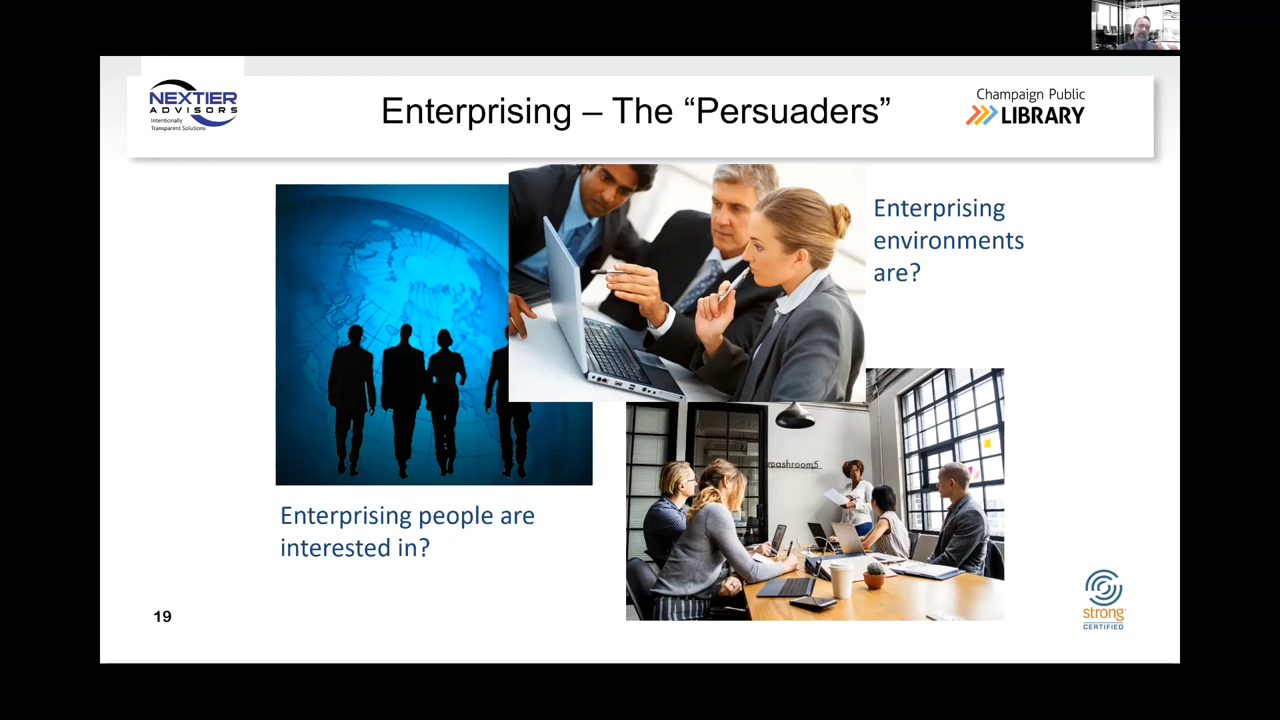 NEXTIER
ADVISORS
Intentionally
Transparent Solutions
Enterprising – The “Persuaders”
Champaign Public
LIBRARY
Enterprising
environments
are?
mashroom5
Enterprising people are
interested in?
19
strong
CERTIFIED